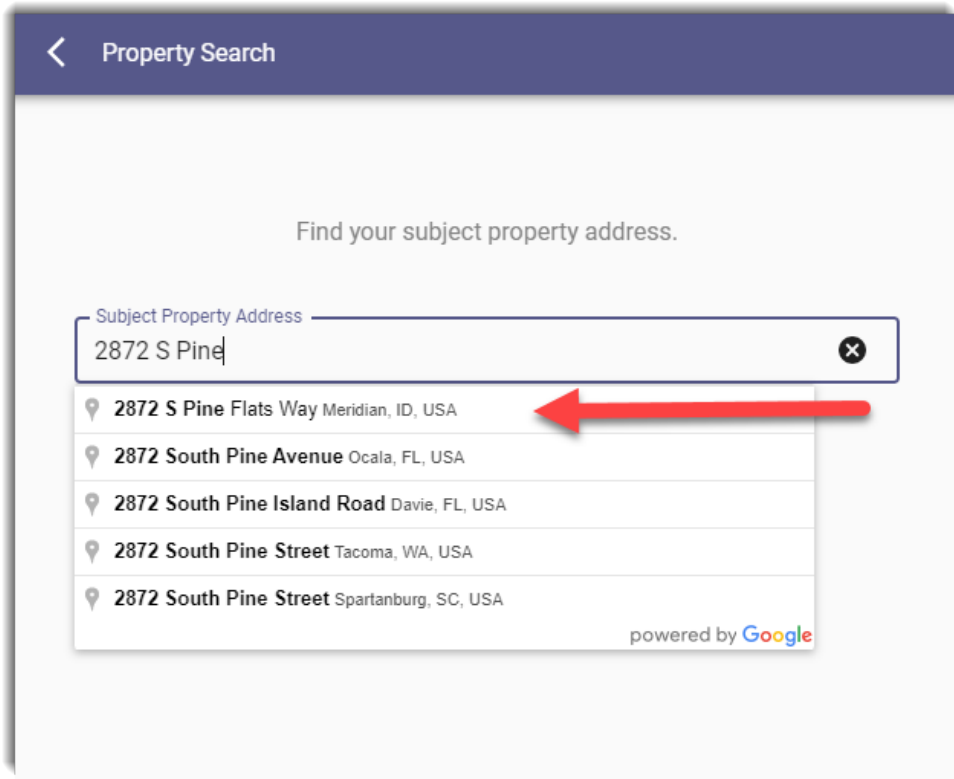 Property Search
Find your subject property address.
Subject Property Address
2872 S Pine
2872 S Pine Flats Way Meridian, ID, USA
2872 South Pine Avenue Ocala, FL, USA
2872 South Pine Island Road Davie, FL, USA
2872 South Pine Street Tacoma, WA, USA
2872 South Pine Street Spartanburg, SC, USA
powered by Google